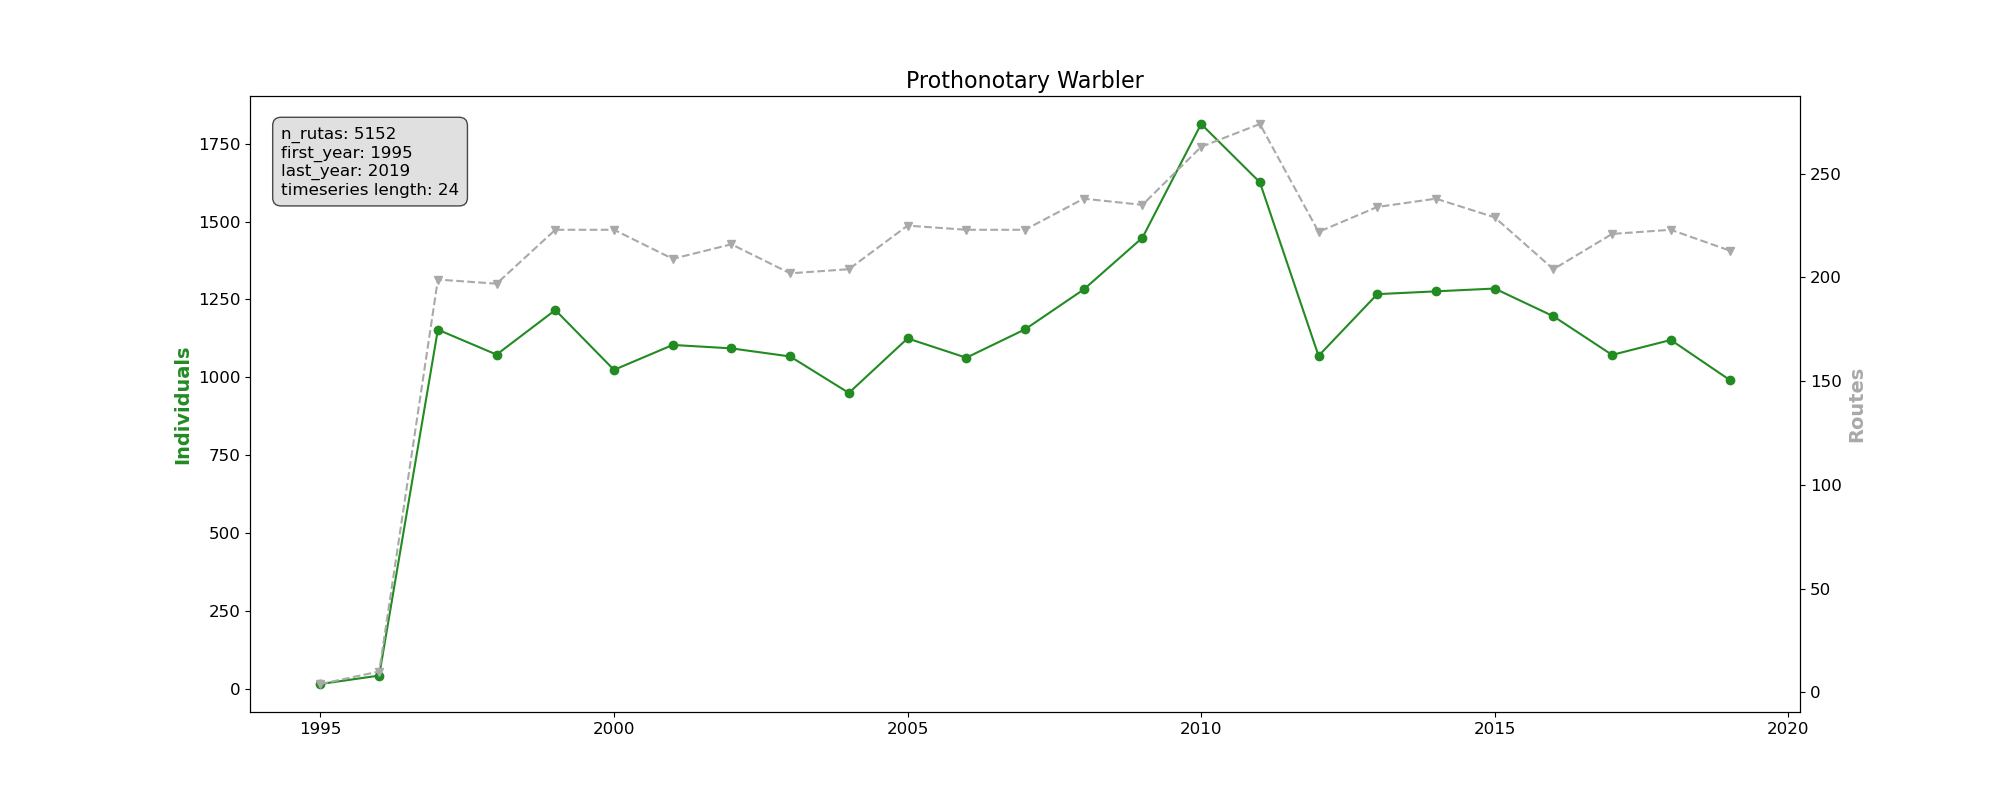 Prothonotary Warbler
n_rutas: 5152
first_year: 1995
last_year: 2019
timeseries length: 24
Individuals
1750
1500
1250
1000
750
500
250
0
250
200
150
100
50
0
Routes
1995 2000 2005 2010 2015 2020